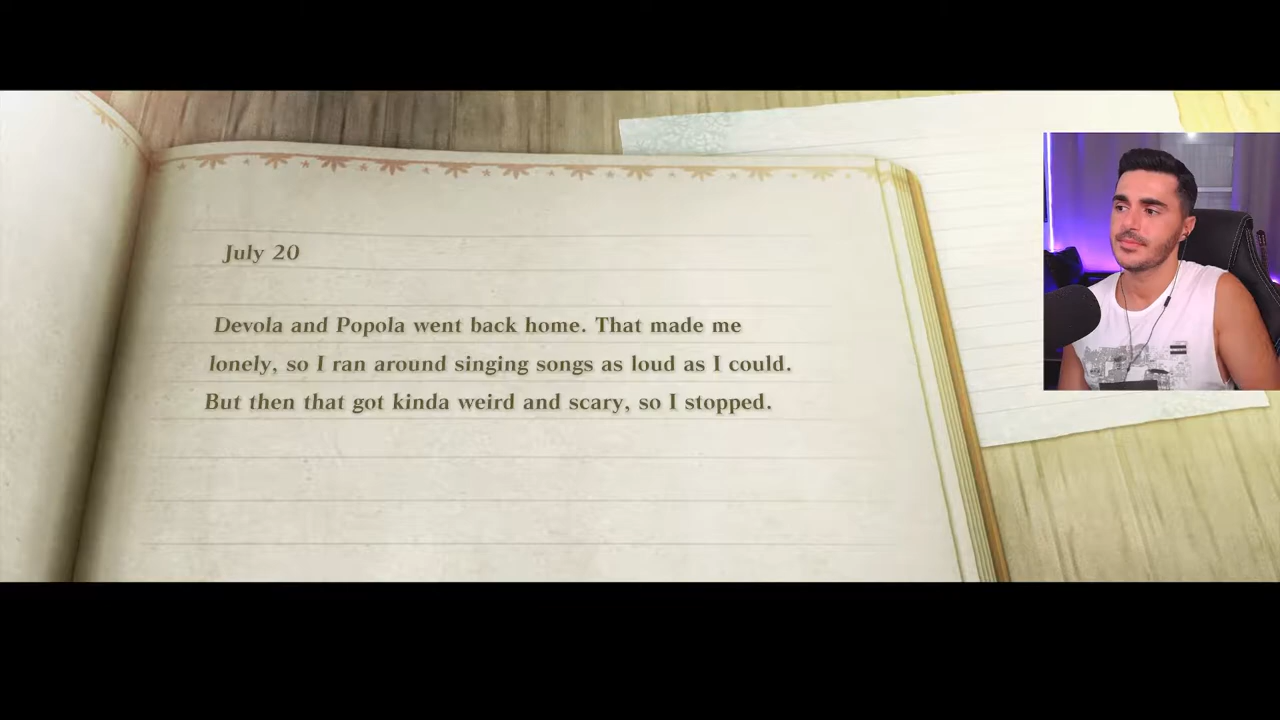 July 20
Devola and Popola went back home. That made me
lonely, so I ran around singing songs as loud as I could.
But then that got kinda weird and scary, so I stopped.